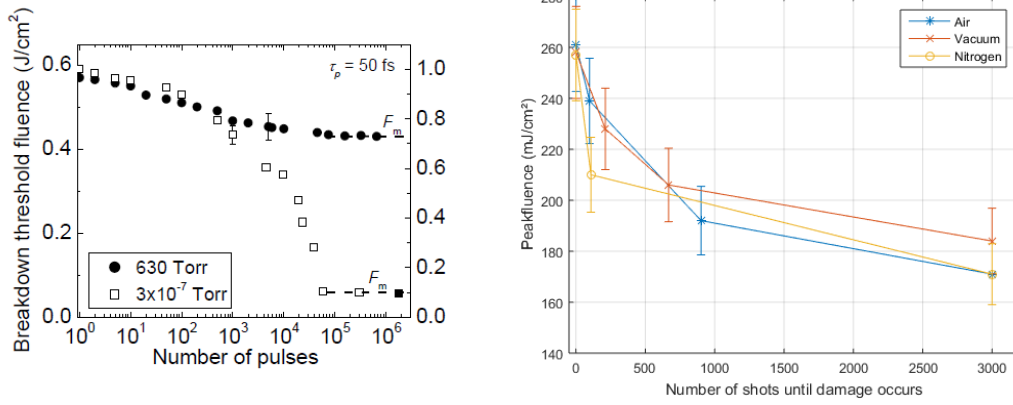 Breakdown threshold fluence (J/cm²)
0.6
0.4
0.2
0.0
τp = 50 fs
Fm
Fm
630 Torr
3x10⁻⁷ Torr
1.0
0.8
0.6
0.4
0.2
0.0
10⁰ 10¹ 10² 10³ 10⁴ 10⁵ 10⁶
Number of pulses
Peakfluence (mJ/cm²)
280
260
240
220
200
180
160
140
Air
Vacuum
Nitrogen
0 500 1000 1500 2000 2500 3000
Number of shots until damage occurs